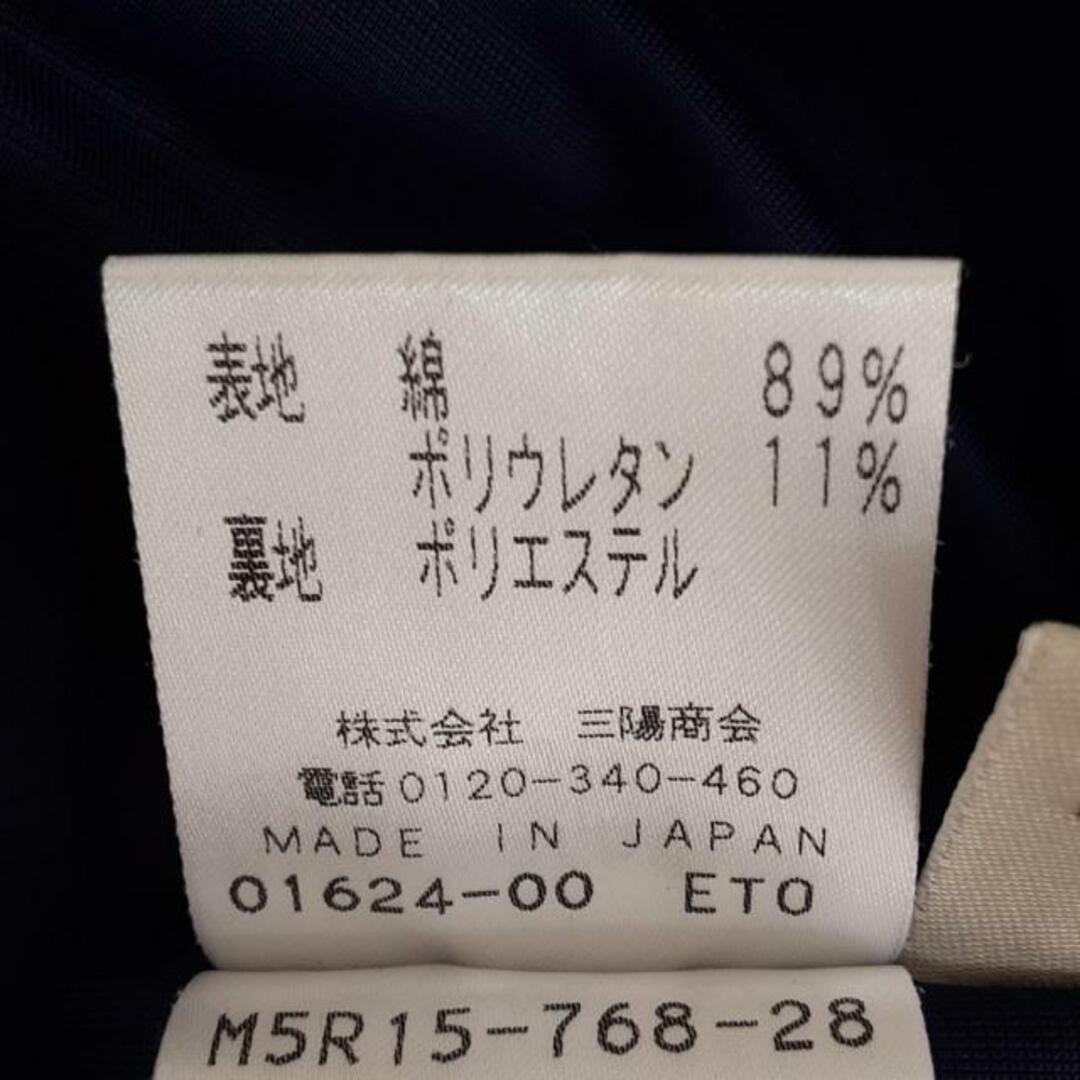 表地 綿 89%
ポリウレタン 11%
裏地 ポリエステル
株式会社 三陽商会
電話0120-340-460
MADE IN JAPAN
01624-00 ETO
M5R15-768-28